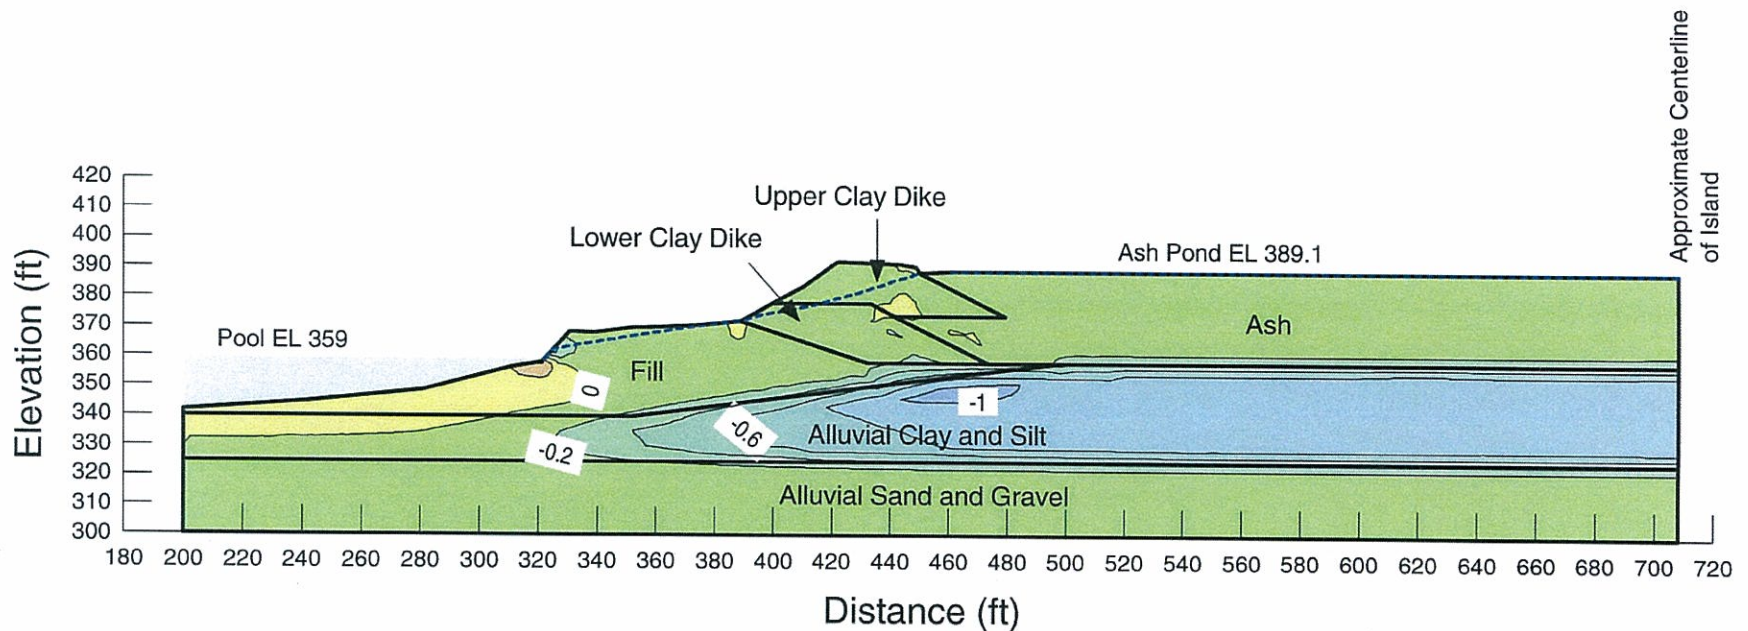 Approximate Centerline
of Island
420
410
400
390
380
370
360
350
340
330
320
310
300
Elevation (ft)
Upper Clay Dike
Lower Clay Dike
Ash Pond EL 389.1
Pool EL 359
Ash
Fill
0
-1
-0.6
-0.2
Alluvial Clay and Silt
Alluvial Sand and Gravel
180 200 220 240 260 280 300 320 340 360 380 400 420 440 460 480 500 520 540 560 580 600 620 640 660 680 700 720
Distance (ft)